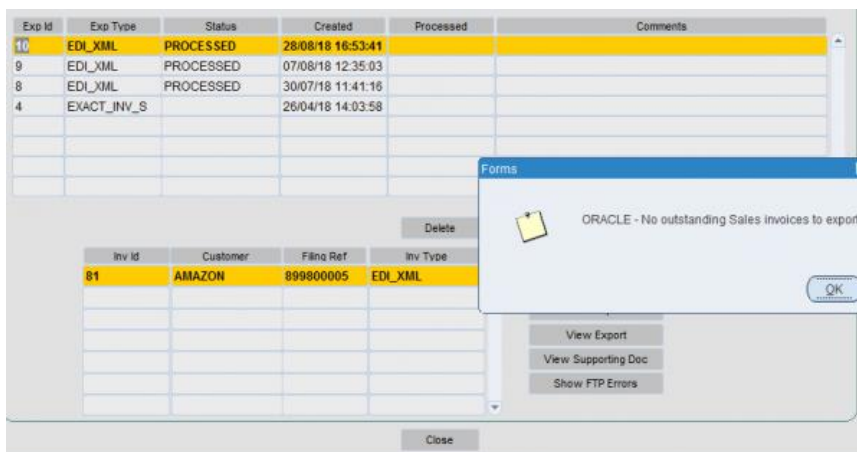 Exp Id Exp Type Status Created Processed Comments
10 EDI_XML PROCESSED 28/08/18 16:53:41
9 EDI_XML PROCESSED 07/08/18 12:35:03
8 EDI_XML PROCESSED 30/07/18 11:41:16
4 EXACT_INV_S 26/04/18 14:03:58
Forms
ORACLE - No outstanding Sales invoices to export
OK
Delete
Inv Id Customer Filing Ref Inv Type
81 AMAZON 899800005 EDI_XML
View Export
View Supporting Doc
Show FTP Errors
Close